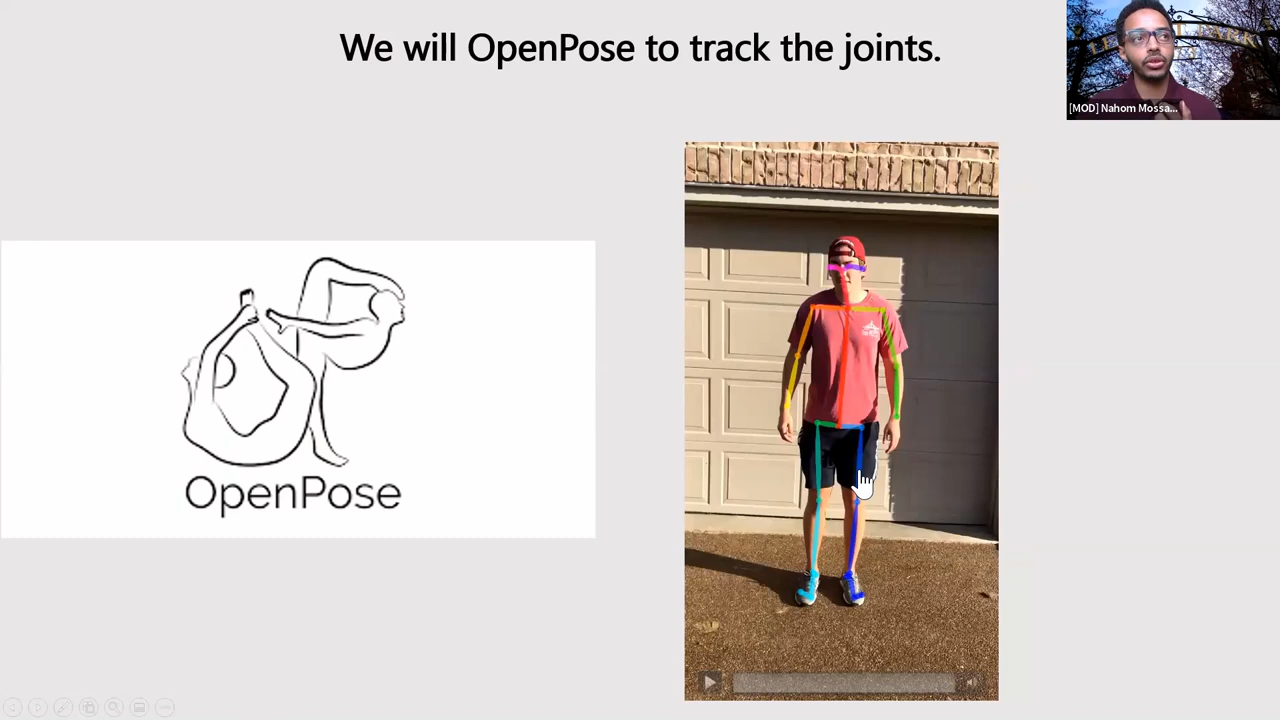 We will OpenPose to track the joints.
[MOD] Nahom Mossa...
OpenPose